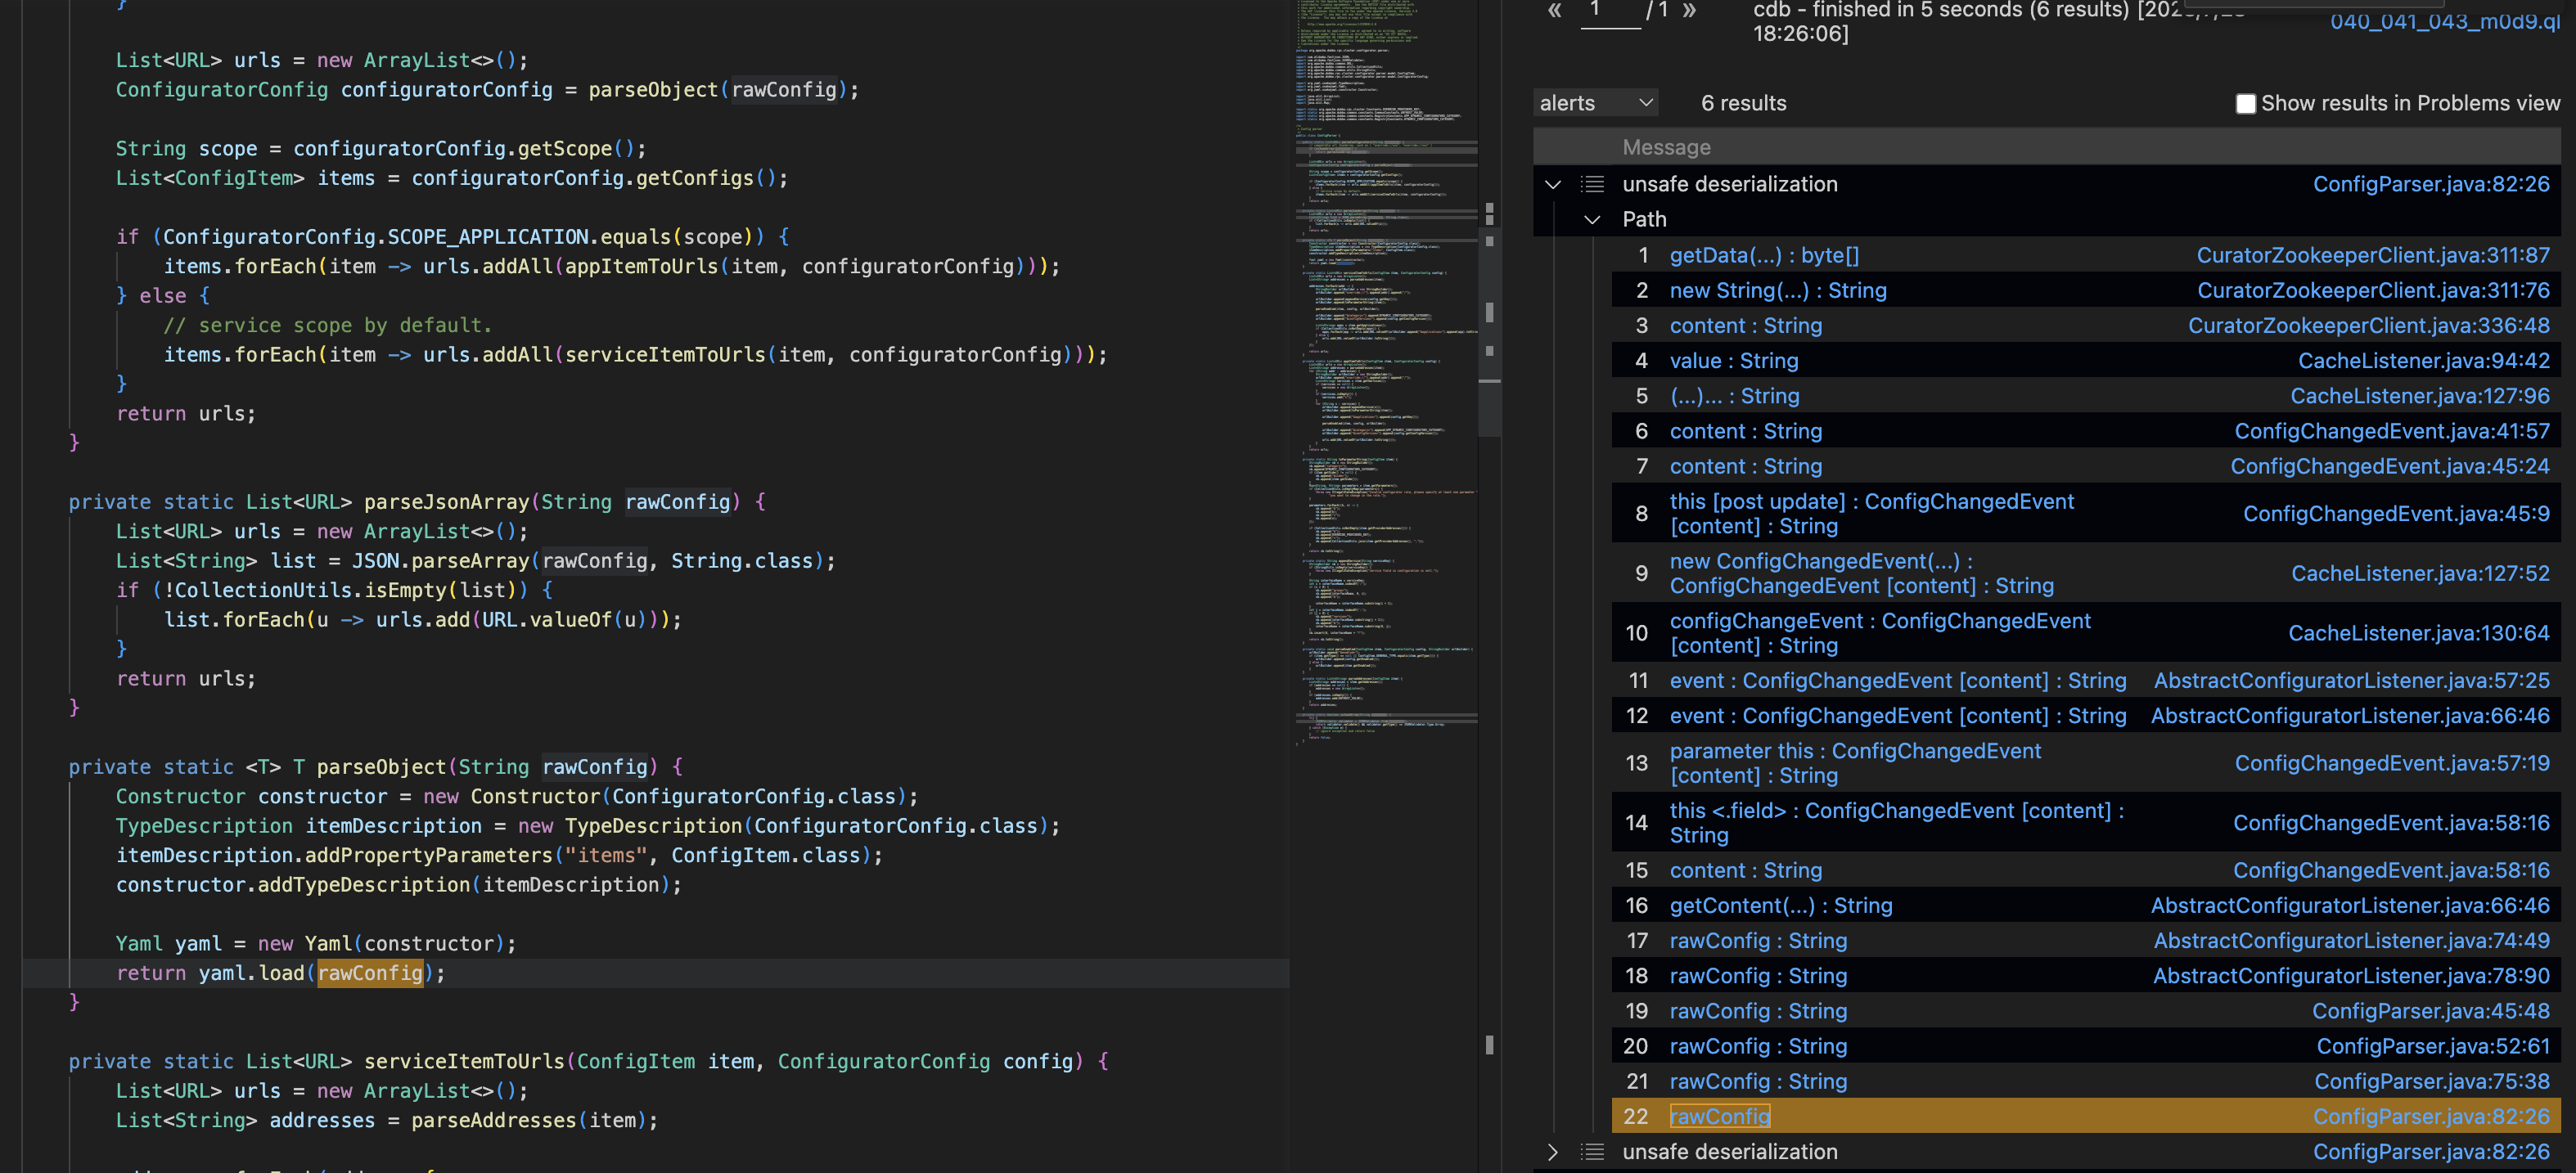 }
List<URL> urls = new ArrayList<>();
ConfiguratorConfig configuratorConfig = parseObject(rawConfig);
String scope = configuratorConfig.getScope();
List<ConfigItem> items = configuratorConfig.getConfigs();
if (ConfiguratorConfig.SCOPE_APPLICATION.equals(scope)) {
items.forEach(item -> urls.addAll(appItemToUrls(item, configuratorConfig)));
} else {
// service scope by default.
items.forEach(item -> urls.addAll(serviceItemToUrls(item, configuratorConfig)));
}
return urls;
}
private static List<URL> parseJsonArray(String rawConfig) {
List<URL> urls = new ArrayList<>();
List<String> list = JSON.parseArray(rawConfig, String.class);
if (!CollectionUtils.isEmpty(list)) {
list.forEach(u -> urls.add(URL.valueOf(u)));
}
return urls;
}
private static <T> T parseObject(String rawConfig) {
Constructor constructor = new Constructor(ConfiguratorConfig.class);
TypeDescription itemDescription = new TypeDescription(ConfiguratorConfig.class);
itemDescription.addPropertyParameters("items", ConfigItem.class);
constructor.addTypeDescription(itemDescription);
Yaml yaml = new Yaml(constructor);
return yaml.load(rawConfig);
}
private static List<URL> serviceItemToUrls(ConfigItem item, ConfiguratorConfig config) {
List<URL> urls = new ArrayList<>();
List<String> addresses = parseAddresses(item);
« 1 / 1 »
cdb - finished in 5 seconds (6 results)
18:26:06]
040_041_043_m0d9.ql
alerts 6 results Show results in Problems view
Message
unsafe deserialization ConfigParser.java:82:26
Path
1 getData(...) : byte[] CuratorZookeeperClient.java:311:87
2 new String(...) : String CuratorZookeeperClient.java:311:76
3 content : String CuratorZookeeperClient.java:336:48
4 value : String CacheListener.java:94:42
5 (...)... : String CacheListener.java:127:96
6 content : String ConfigChangedEvent.java:41:57
7 content : String ConfigChangedEvent.java:45:24
8 this [post update] : ConfigChangedEvent
[content] : String ConfigChangedEvent.java:45:9
9 new ConfigChangedEvent(...) :
ConfigChangedEvent [content] : String CacheListener.java:127:52
10 configChangeEvent : ConfigChangedEvent
[content] : String CacheListener.java:130:64
11 event : ConfigChangedEvent [content] : String AbstractConfiguratorListener.java:57:25
12 event : ConfigChangedEvent [content] : String AbstractConfiguratorListener.java:66:46
13 parameter this : ConfigChangedEvent
[content] : String ConfigChangedEvent.java:57:19
14 this <.field> : ConfigChangedEvent [content] :
String ConfigChangedEvent.java:58:16
15 content : String ConfigChangedEvent.java:58:16
16 getContent(...) : String AbstractConfiguratorListener.java:66:46
17 rawConfig : String AbstractConfiguratorListener.java:74:49
18 rawConfig : String AbstractConfiguratorListener.java:78:90
19 rawConfig : String ConfigParser.java:45:48
20 rawConfig : String ConfigParser.java:52:61
21 rawConfig : String ConfigParser.java:75:38
22 rawConfig ConfigParser.java:82:26
unsafe deserialization ConfigParser.java:82:26